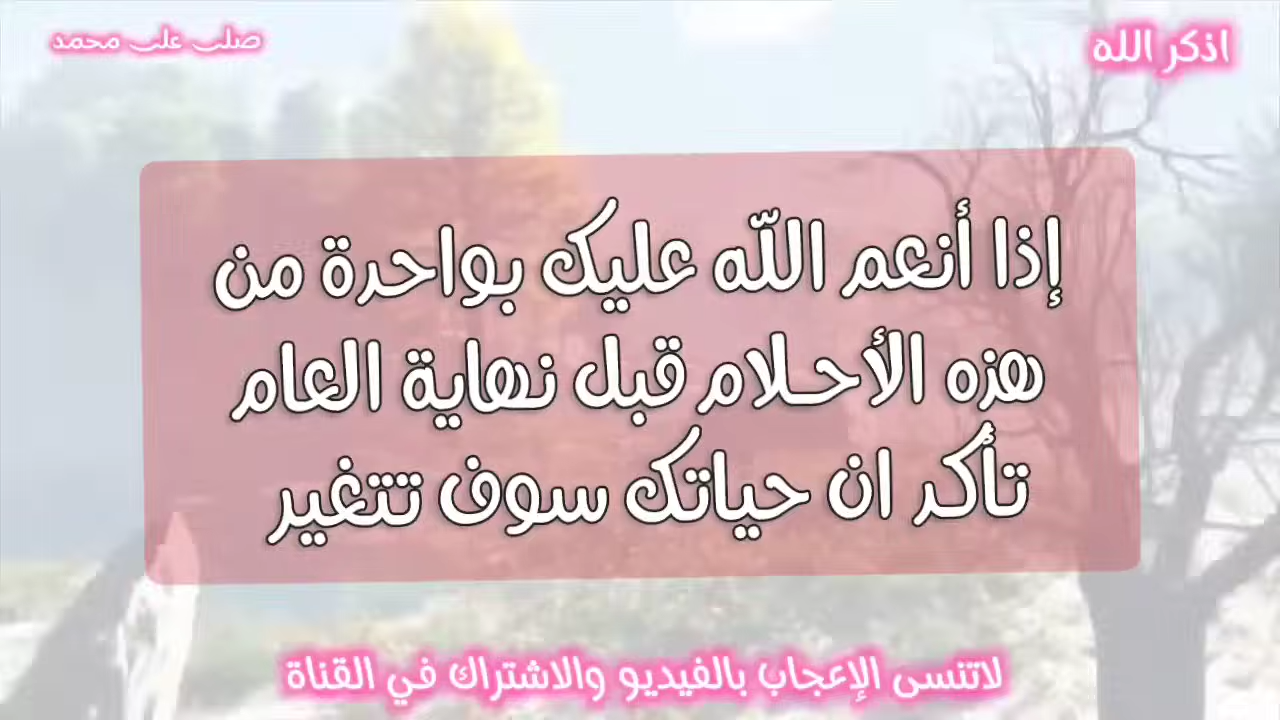 اذكر الله
صلى على محمد
إذا أنعم اللّه عليك بواحدة من
هذه الأحلام قبل نهاية العام
تأكد ان حياتك سوف تتغير
لاتنسى الإعجاب بالفيديو والاشتراك في القناة